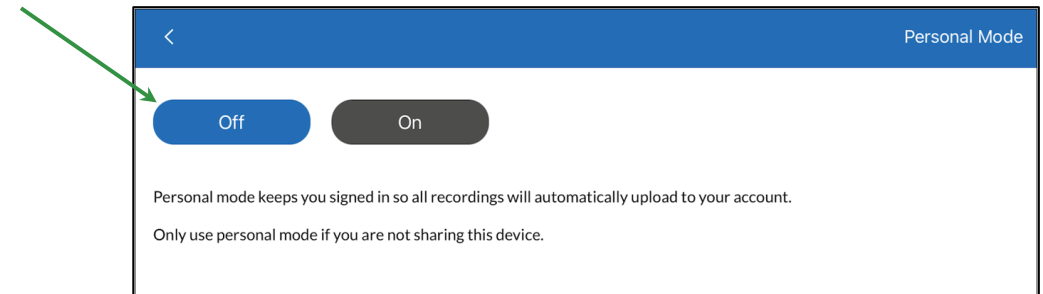 Personal Mode
Off
On
Personal mode keeps you signed in so all recordings will automatically upload to your account.
Only use personal mode if you are not sharing this device.